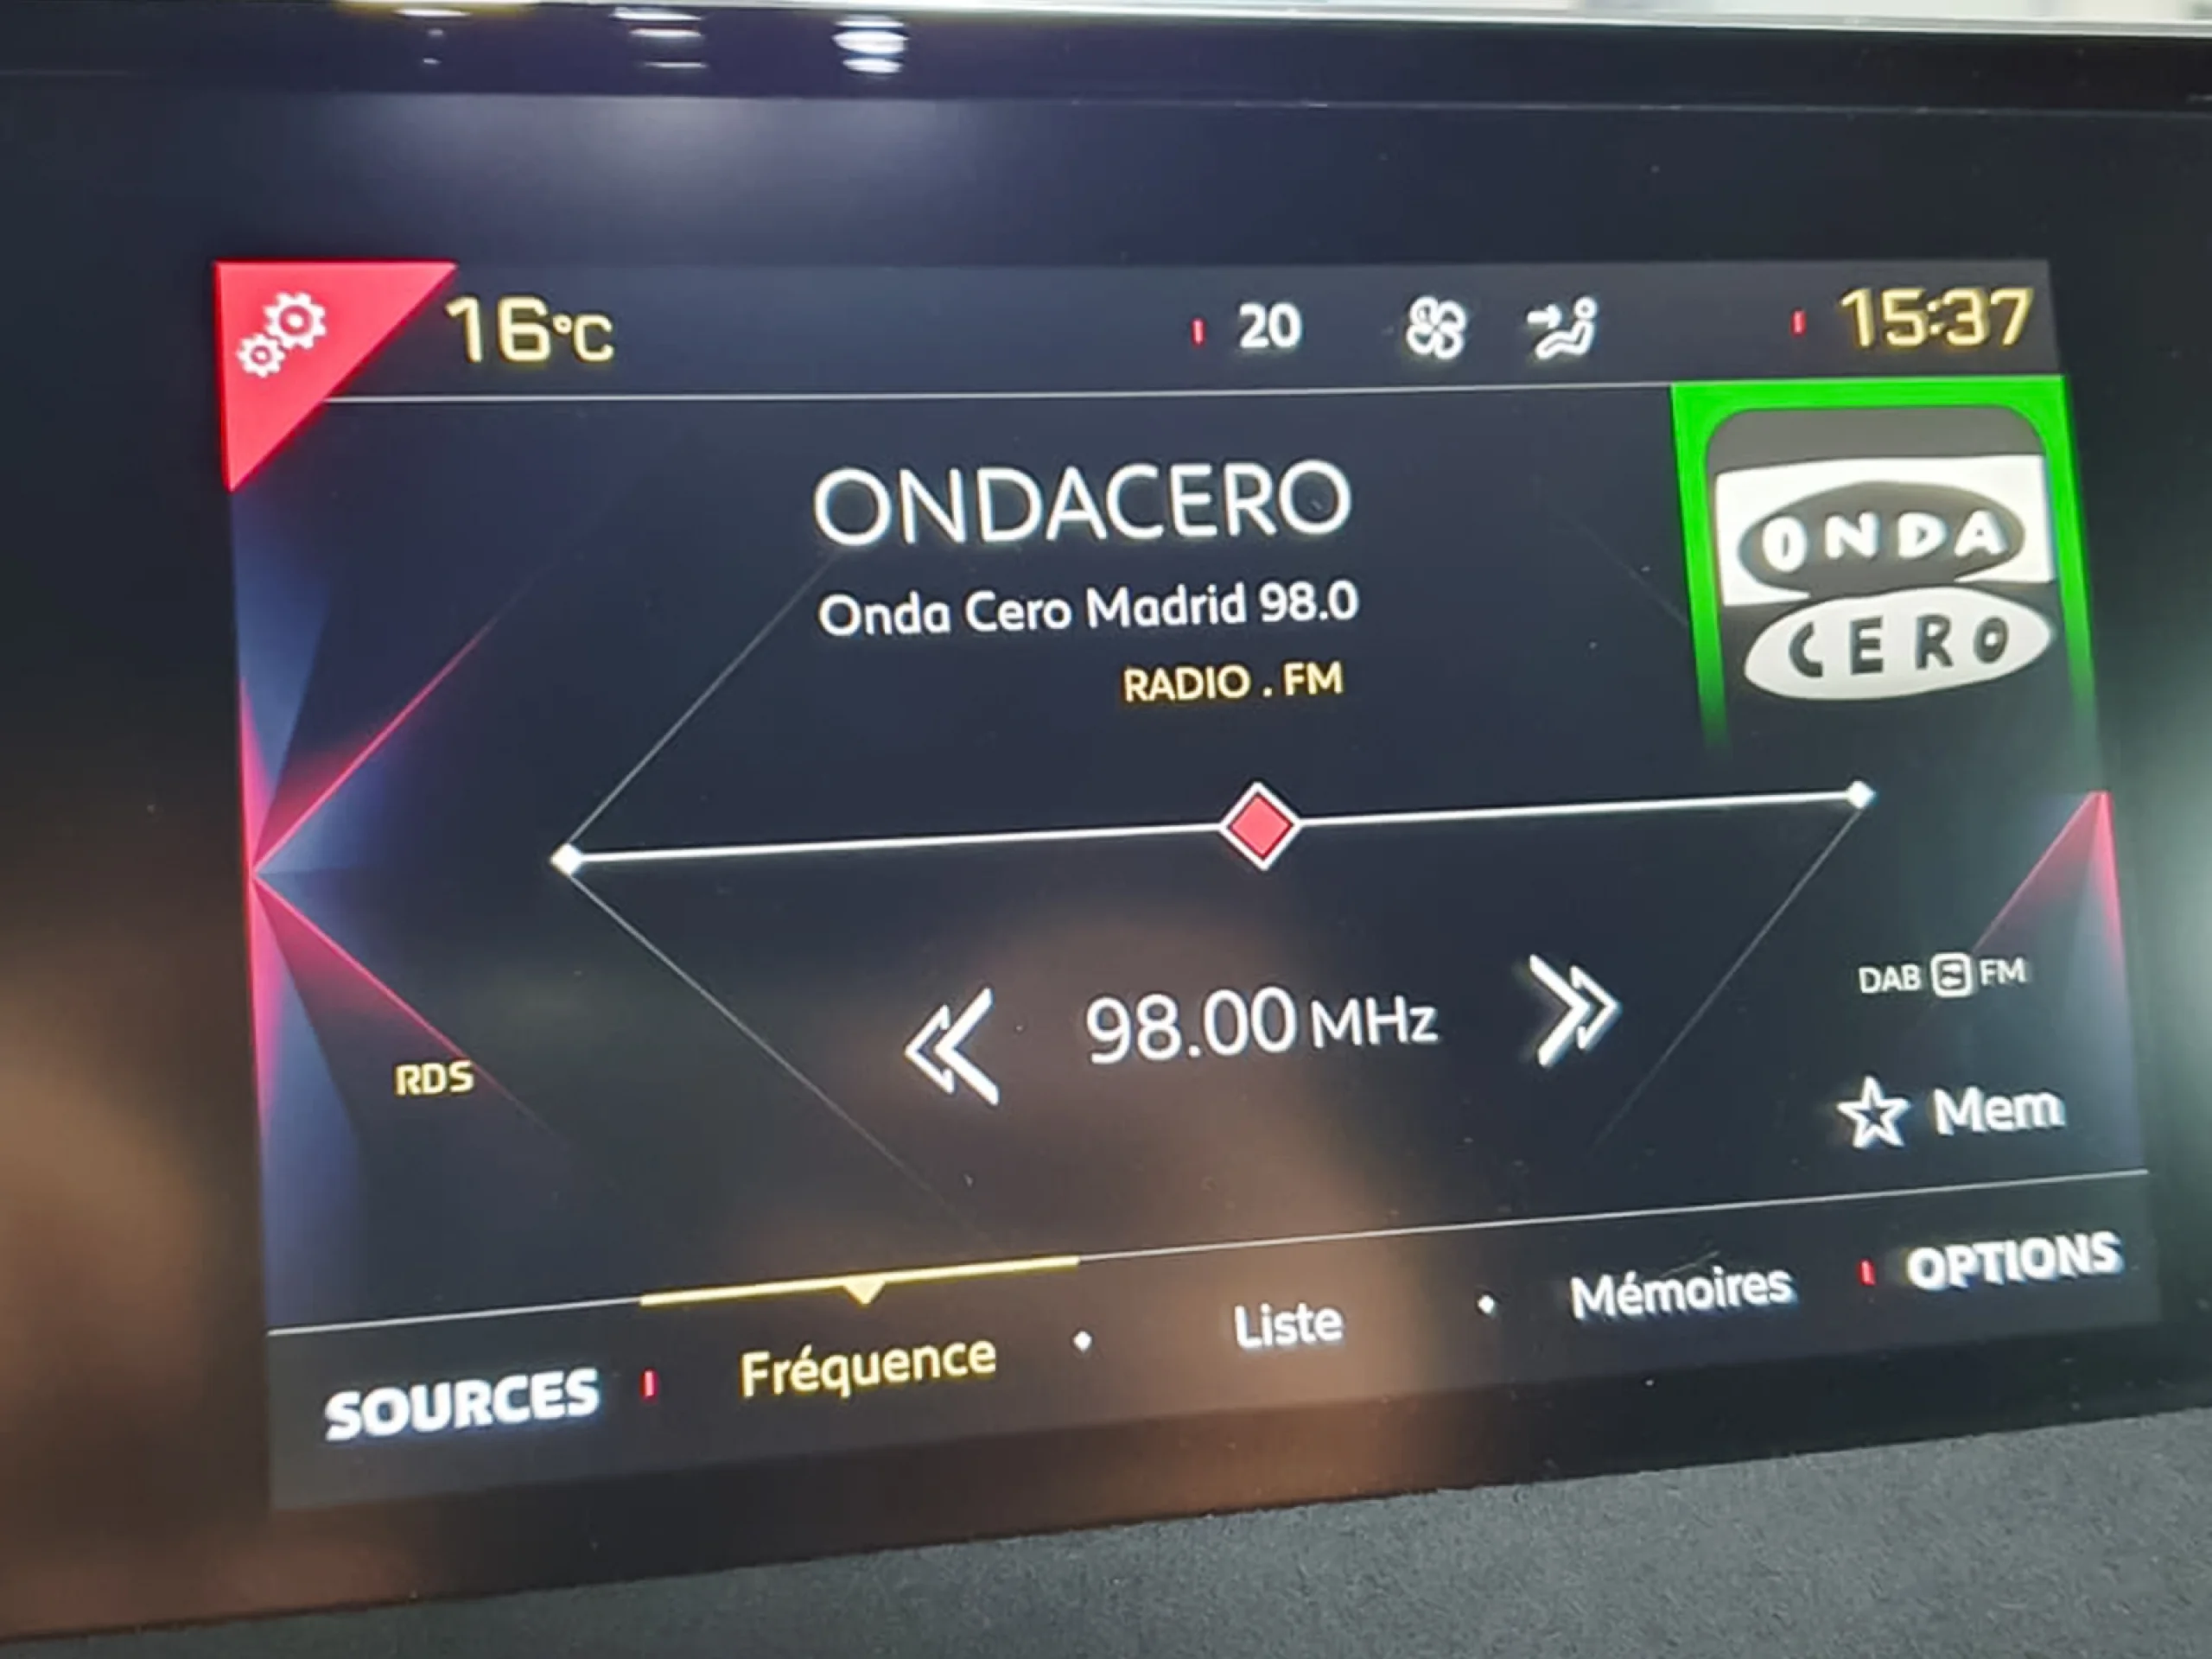 16°C 20 15:37
ONDACERO
Onda Cero Madrid 98.0
RADIO . FM
ONDA
CERO
98.00 MHz
DAB FM
RDS
Mem
SOURCES Fréquence Liste Mémoires OPTIONS